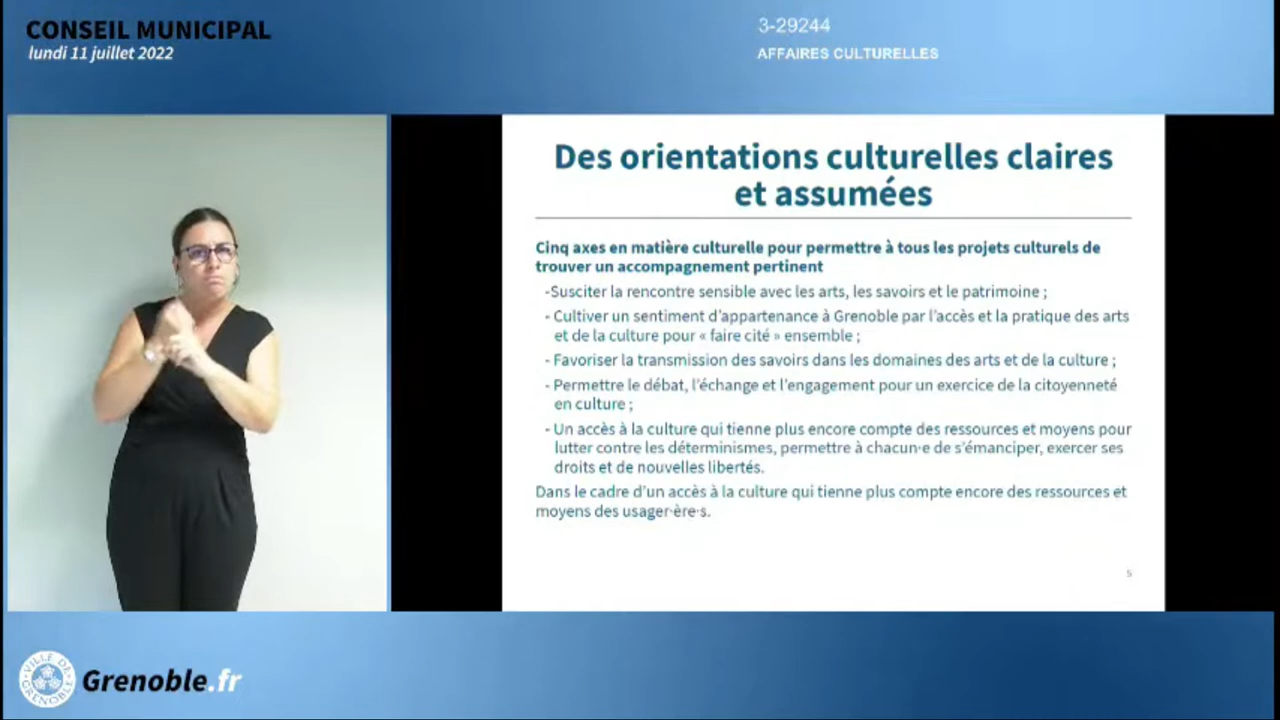 CONSEIL MUNICIPAL
lundi 11 juillet 2022
3-29244
AFFAIRES CULTURELLES
Des orientations culturelles claires
et assumées
Cinq axes en matière culturelle pour permettre à tous les projets culturels de
trouver un accompagnement pertinent
-Susciter la rencontre sensible avec les arts, les savoirs et le patrimoine ;
- Cultiver un sentiment d'appartenance à Grenoble par l'accès et la pratique des arts
et de la culture pour « faire cité » ensemble ;
- Favoriser la transmission des savoirs dans les domaines des arts et de la culture ;
- Permettre le débat, l'échange et l'engagement pour un exercice de la citoyenneté
en culture ;
- Un accès à la culture qui tienne plus encore compte des ressources et moyens pour
lutter contre les déterminismes, permettre à chacun·e de s'émanciper, exercer ses
droits et de nouvelles libertés.
Dans le cadre d'un accès à la culture qui tienne plus compte encore des ressources et
moyens des usager·ère·s.
5
VILLE DE
GRENOBLE
Grenoble.fr